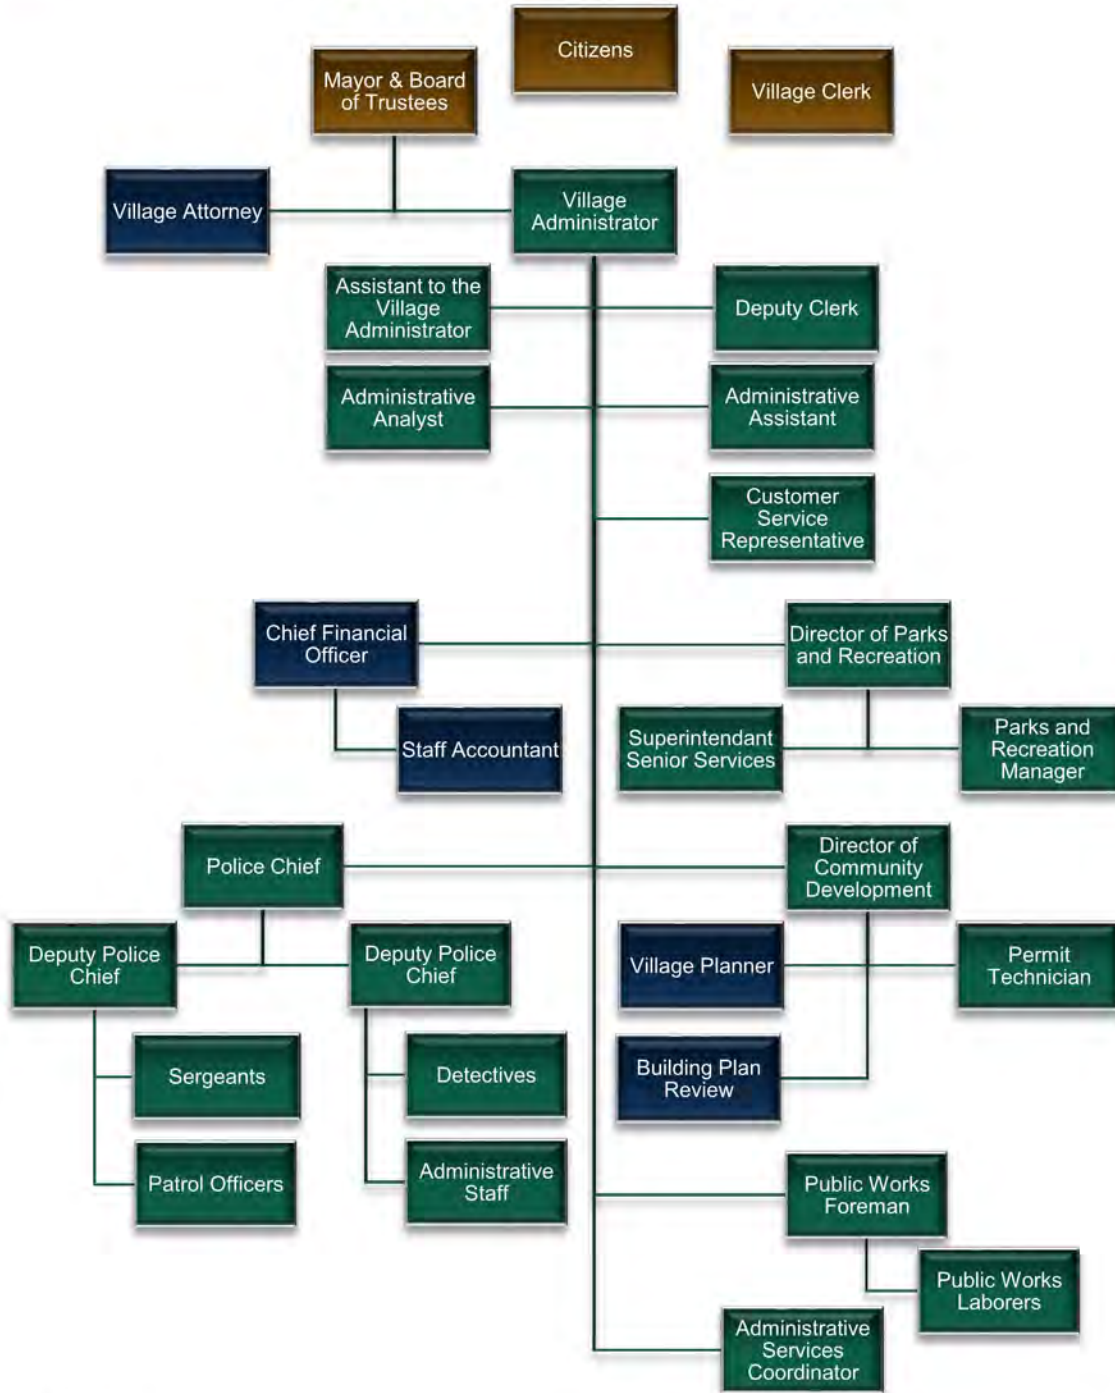 Citizens
Mayor & Board
of Trustees
Village Clerk
Village Attorney
Village
Administrator
Assistant to the
Village
Administrator
Deputy Clerk
Administrative
Analyst
Administrative
Assistant
Customer
Service
Representative
Chief Financial
Officer
Director of Parks
and Recreation
Staff Accountant
Superintendant
Senior Services
Parks and
Recreation
Manager
Police Chief
Director of
Community
Development
Deputy Police
Chief
Deputy Police
Chief
Village Planner
Permit
Technician
Sergeants
Detectives
Building Plan
Review
Patrol Officers
Administrative
Staff
Public Works
Foreman
Public Works
Laborers
Administrative
Services
Coordinator